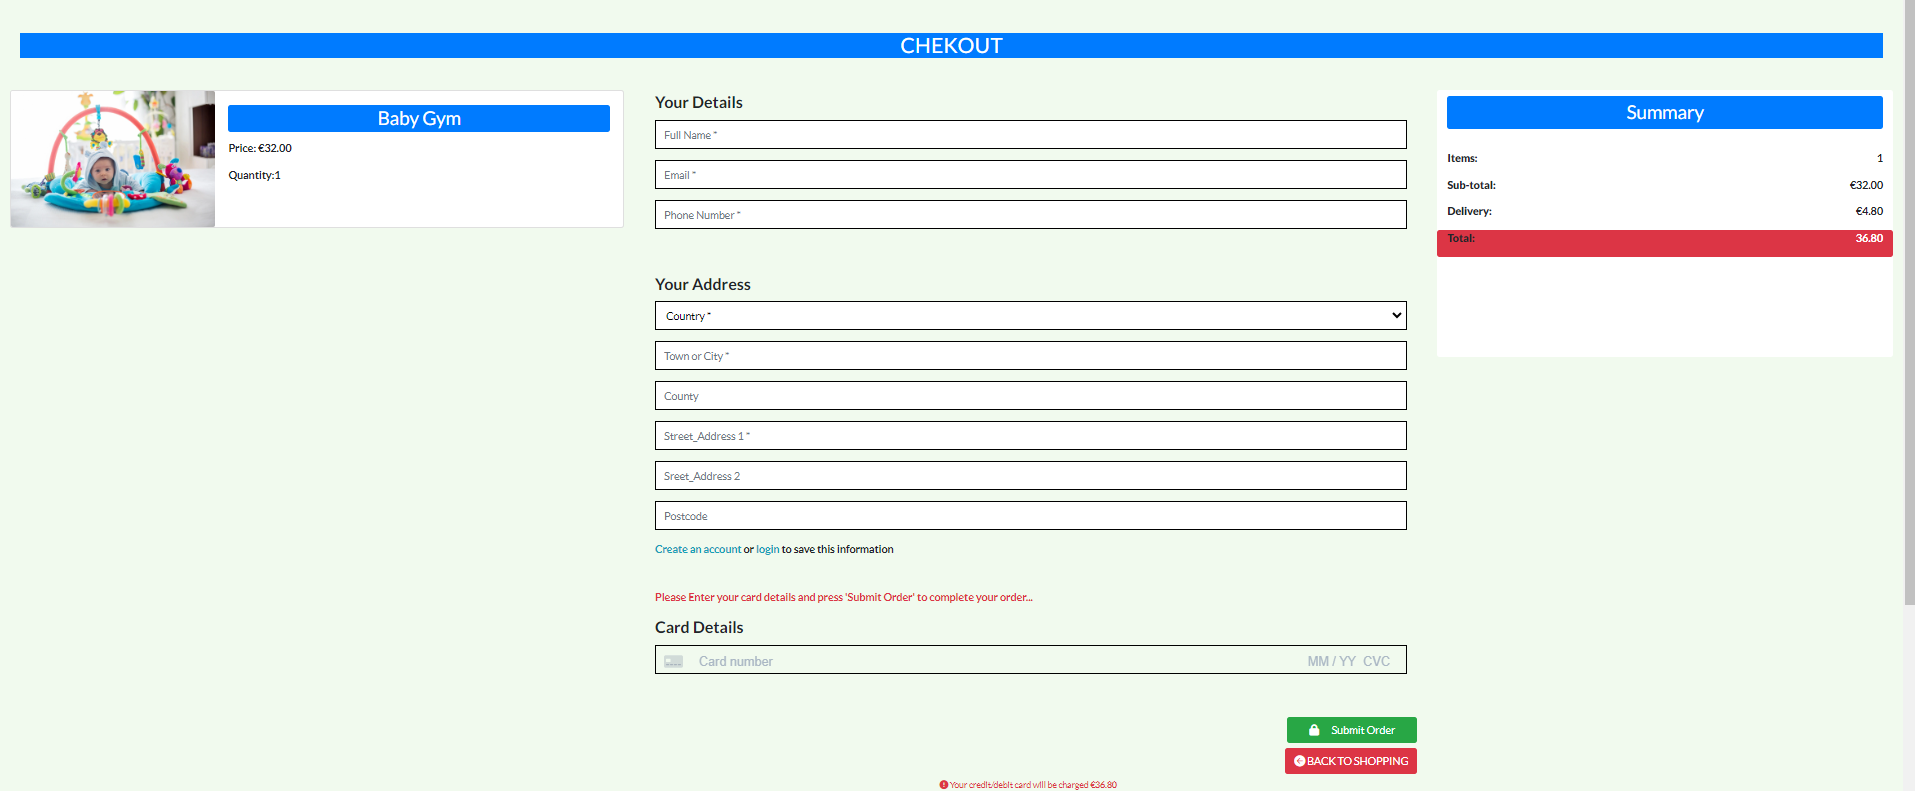 CHEKOUT
Baby Gym
Price: €32.00
Quantity:1
Your Details
Full Name *
Email *
Phone Number *
Your Address
Country *
Town or City *
County
Street_Address 1 *
Sreet_Address 2
Postcode
Create an account or login to save this information
Please Enter your card details and press 'Submit Order' to complete your order...
Card Details
Card number MM / YY CVC
Submit Order
BACK TO SHOPPING
Your credit/debit card will be charged €36.80
Summary
Items: 1
Sub-total: €32.00
Delivery: €4.80
Total: 36.80